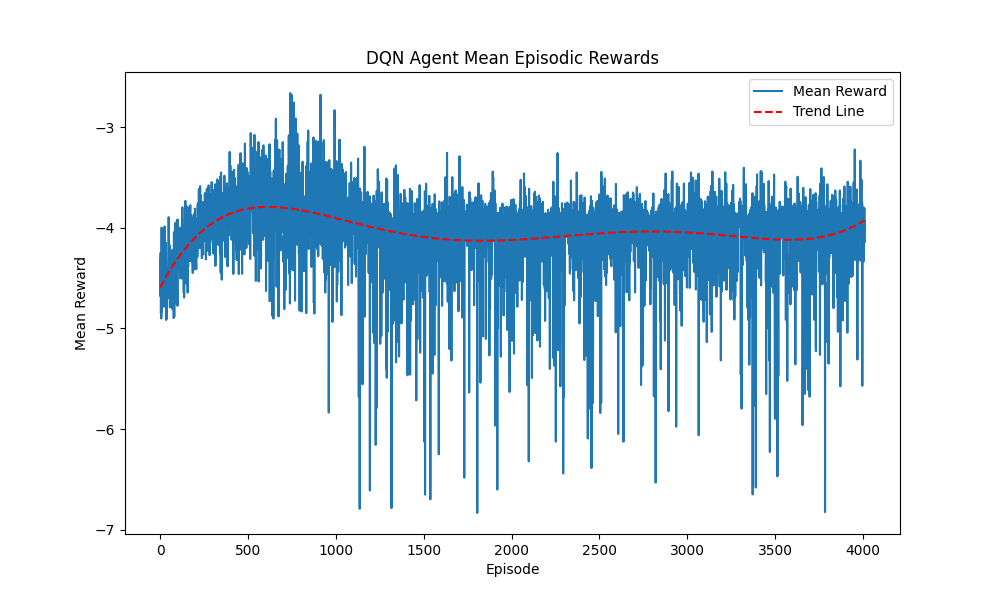 DQN Agent Mean Episodic Rewards
Mean Reward
Trend Line
−3
−4
−5
−6
−7
Mean Reward
0 500 1000 1500 2000 2500 3000 3500 4000
Episode